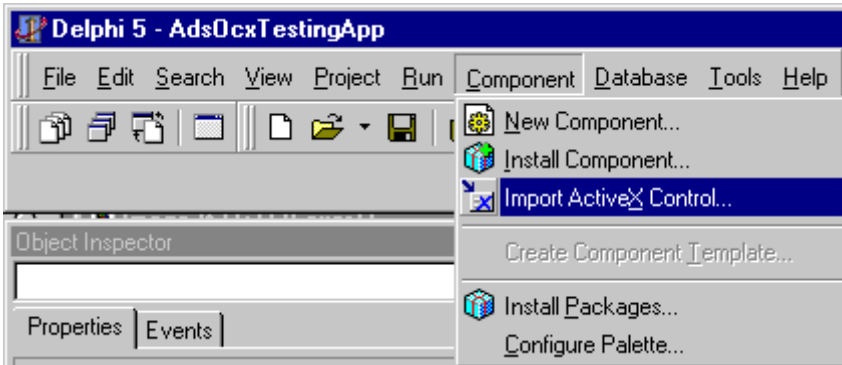 Delphi 5 - AdsOcxTestingApp
File Edit Search View Project Run Component Database Tools Help
New Component...
Install Component...
Import ActiveX Control...
Object Inspector
Create Component Template...
Install Packages...
Properties Events
Configure Palette...